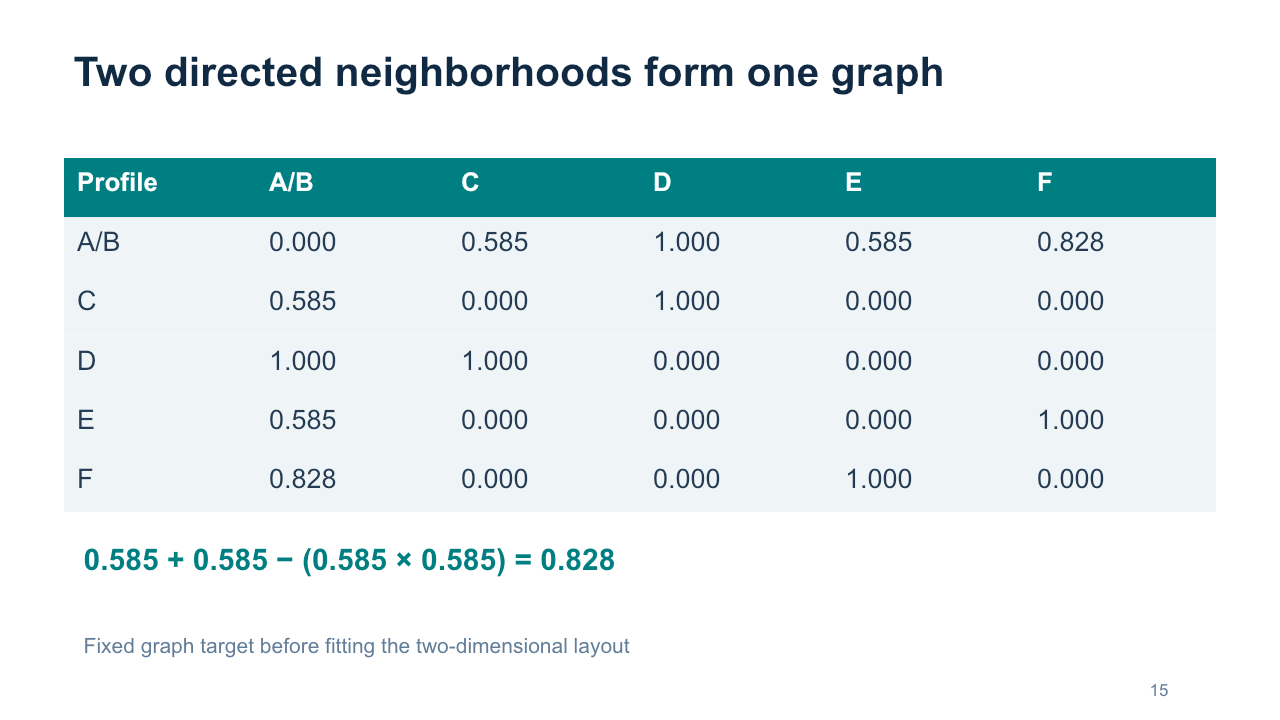 Two directed neighborhoods form one graph
Profile A/B C D E F
A/B 0.000 0.585 1.000 0.585 0.828
C 0.585 0.000 1.000 0.000 0.000
D 1.000 1.000 0.000 0.000 0.000
E 0.585 0.000 0.000 0.000 1.000
F 0.828 0.000 0.000 1.000 0.000
0.585 + 0.585 − (0.585 × 0.585) = 0.828
Fixed graph target before fitting the two-dimensional layout
15